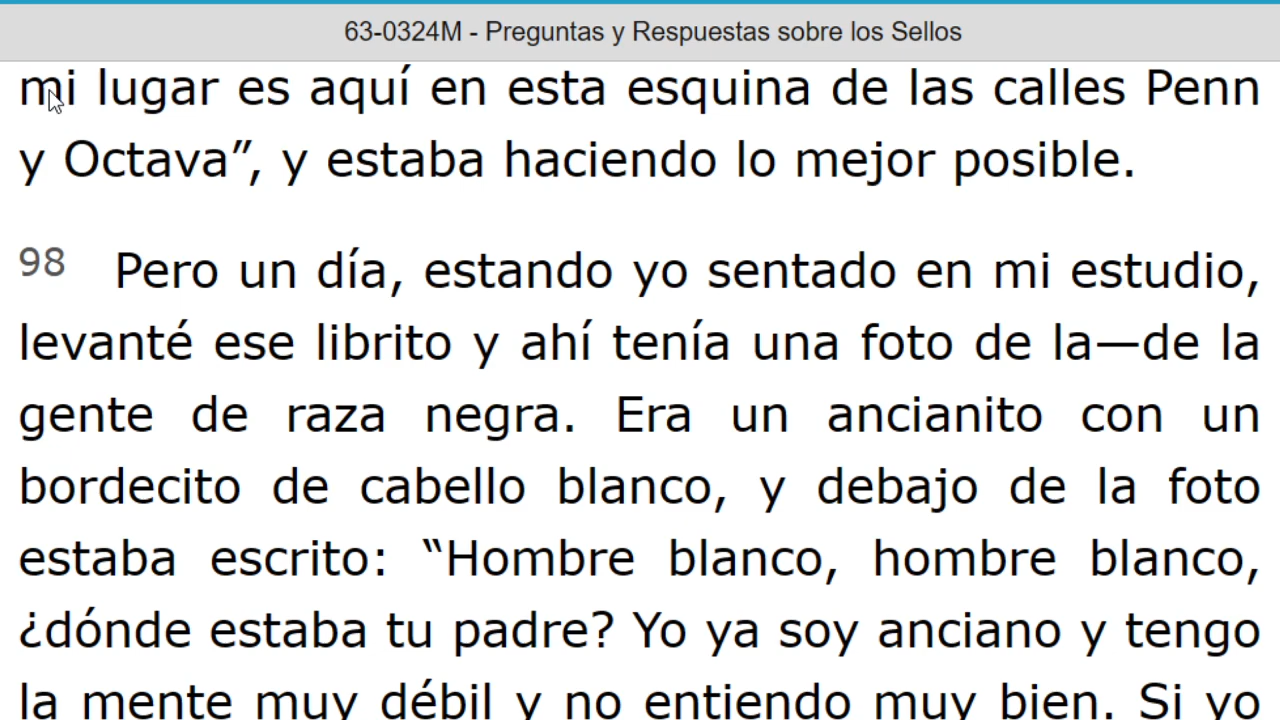 63-0324M - Preguntas y Respuestas sobre los Sellos
mi lugar es aquí en esta esquina de las calles Penn
y Octava”, y estaba haciendo lo mejor posible.
98 Pero un día, estando yo sentado en mi estudio,
levanté ese librito y ahí tenía una foto de la—de la
gente de raza negra. Era un ancianito con un
bordecito de cabello blanco, y debajo de la foto
estaba escrito: “Hombre blanco, hombre blanco,
¿dónde estaba tu padre? Yo ya soy anciano y tengo
la mente muy débil y no entiendo muy bien. Si yo